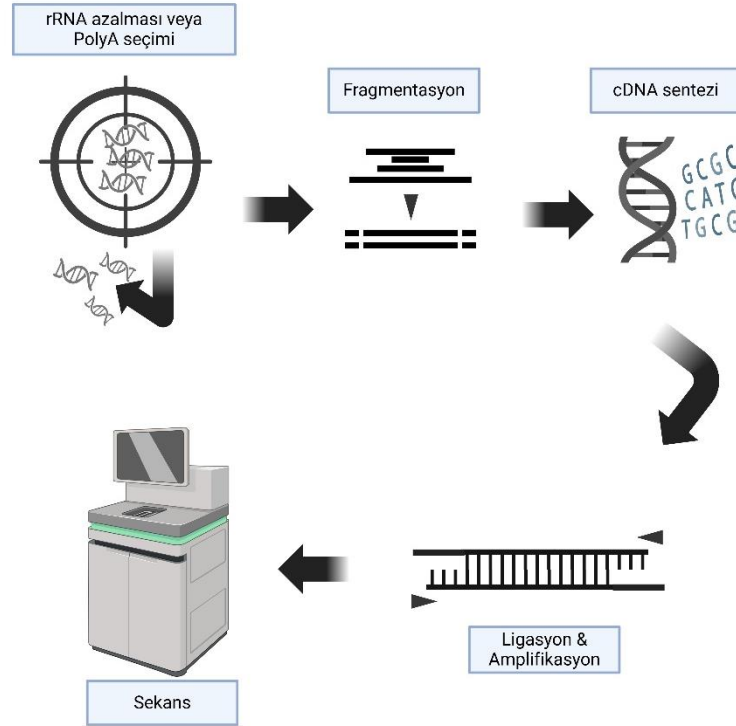 rRNA azalması veya
PolyA seçimi
Fragmentasyon
cDNA sentezi
GCGC
CATC
TGCG
Ligasyon &
Amplifikasyon
Sekans